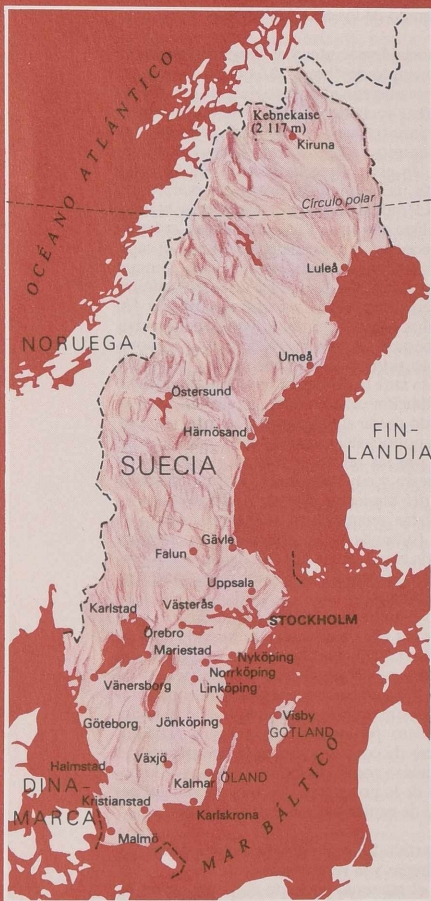 OCÉANO ATLÁNTICO
Kebnekaise
(2 117 m)
Kiruna
Círculo polar
Luleå
NORUEGA
Umeå
Östersund
Härnösand
FIN-
LANDIA
SUECIA
Gävle
Falun
Uppsala
Karlstad
Västerås
STOCKHOLM
Örebro
Mariestad
Nyköping
Norrköping
Vänersborg
Linköping
Göteborg
Jönköping
Visby
GOTLAND
Halmstad
Växjö
DINA-
MARCA
Kalmar
ÖLAND
Kristianstad
Karlskrona
Malmö
MAR BÁLTICO